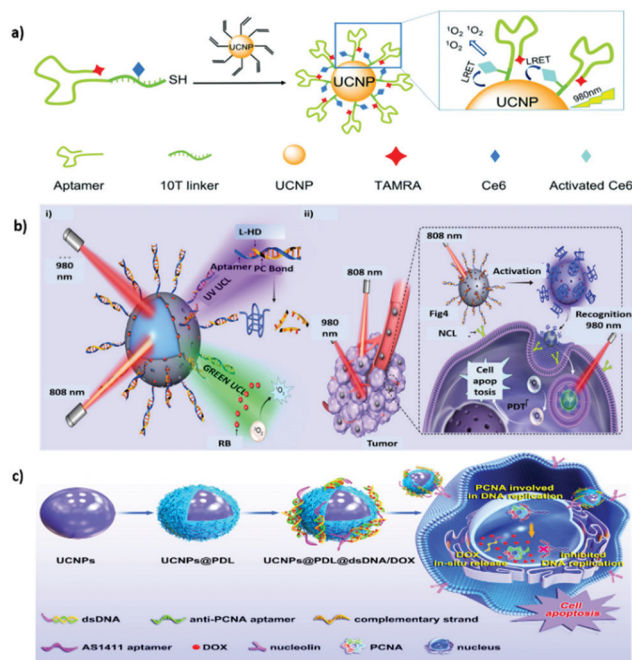 a)
UCNP
SH
UCNP
¹O₂ ¹O₂
¹O₂
LRET
LRET
UCNP
980nm
Aptamer
10T linker
UCNP
TAMRA
Ce6
Activated Ce6
b)
i)
980
nm
808 nm
L-HD
Aptamer PC Bond
UV UCL
GREEN UCL
RB
ii)
808 nm
980
nm
Tumor
808 nm
Activation
Fig4
NCL
Recognition
980 nm
Cell
apop
tosis
PDT
c)
UCNPs
UCNPs@PDL
UCNPs@PDL@dsDNA/DOX
PCNA involved
in DNA replication
DOX
in-situ release
inhibited
DNA replication
Cell
apoptosis
dsDNA
anti-PCNA aptamer
complementary strand
AS1411 aptamer
DOX
nucleolin
PCNA
nucleus